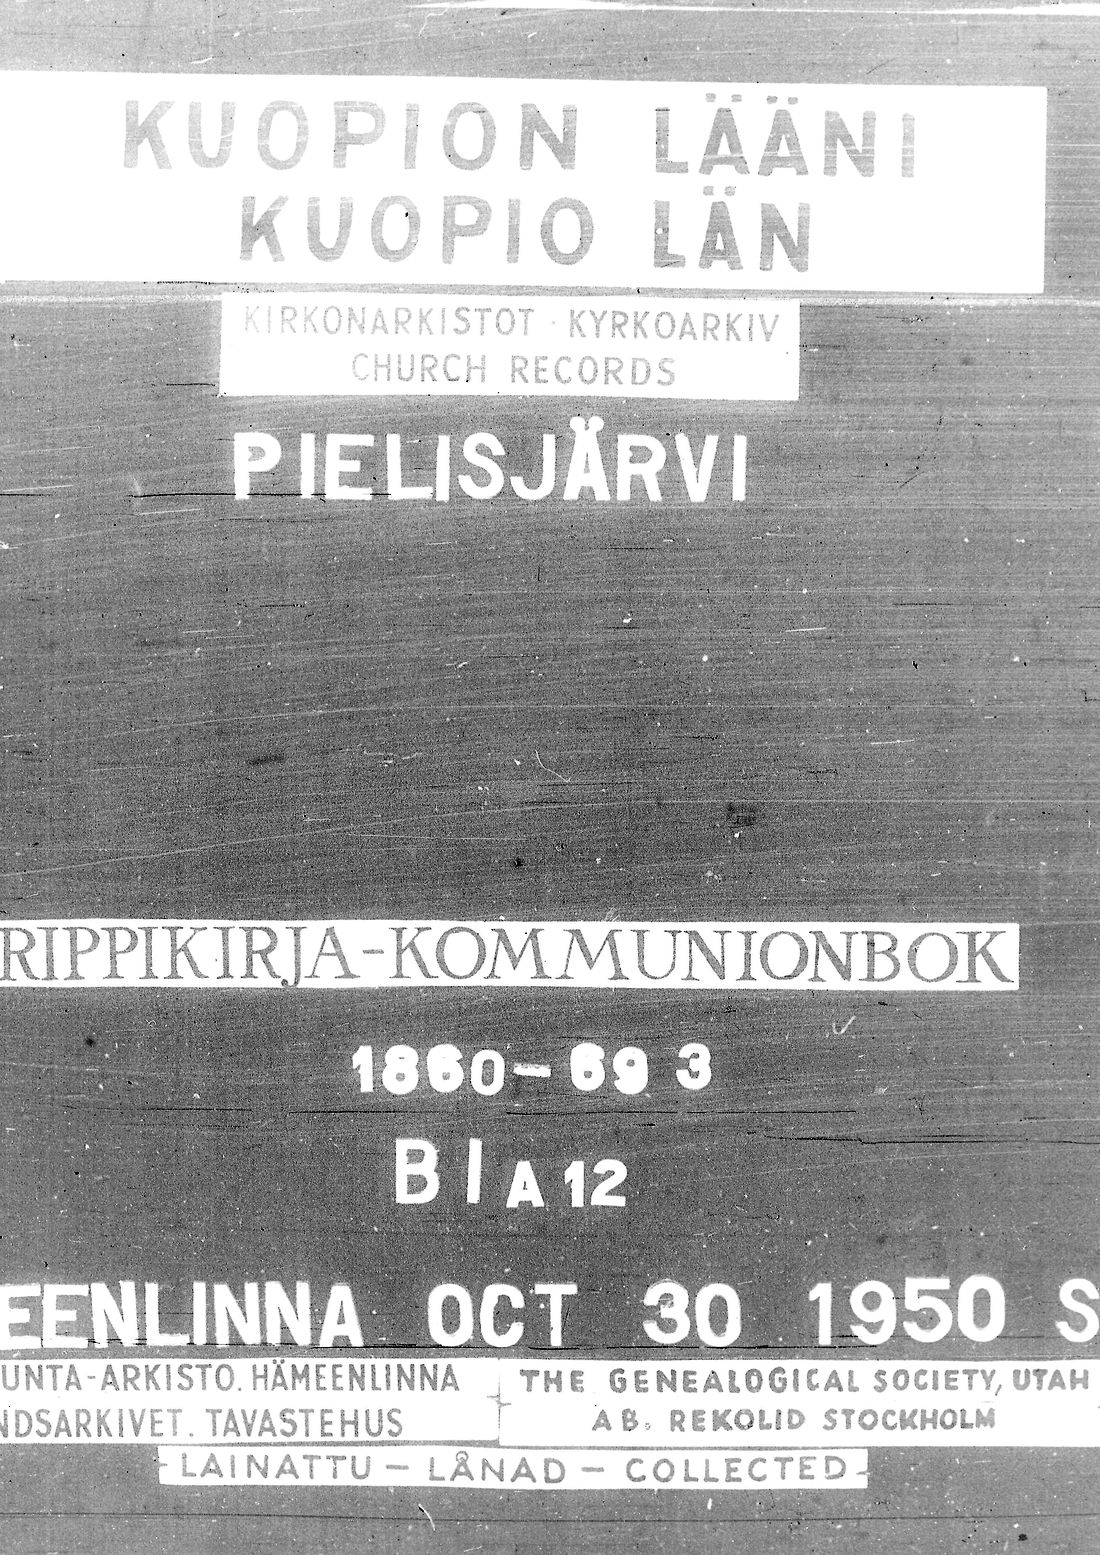 KUOPION LÄÄNI
KUOPIO LÄN
KIRKONARKISTOT · KYRKOARKIV
CHURCH RECORDS
PIELISJÄRVI
RIPPIKIRJA-KOMMUNIONBOK
1860-69 3
B I A 12
EENLINNA OCT 30 1950 S
UNTA-ARKISTO. HÄMEENLINNA
NDSARKIVET. TAVASTEHUS
THE GENEALOGICAL SOCIETY, UTAH
AB. REKOLID STOCKHOLM
LAINATTU - LÅNAD - COLLECTED